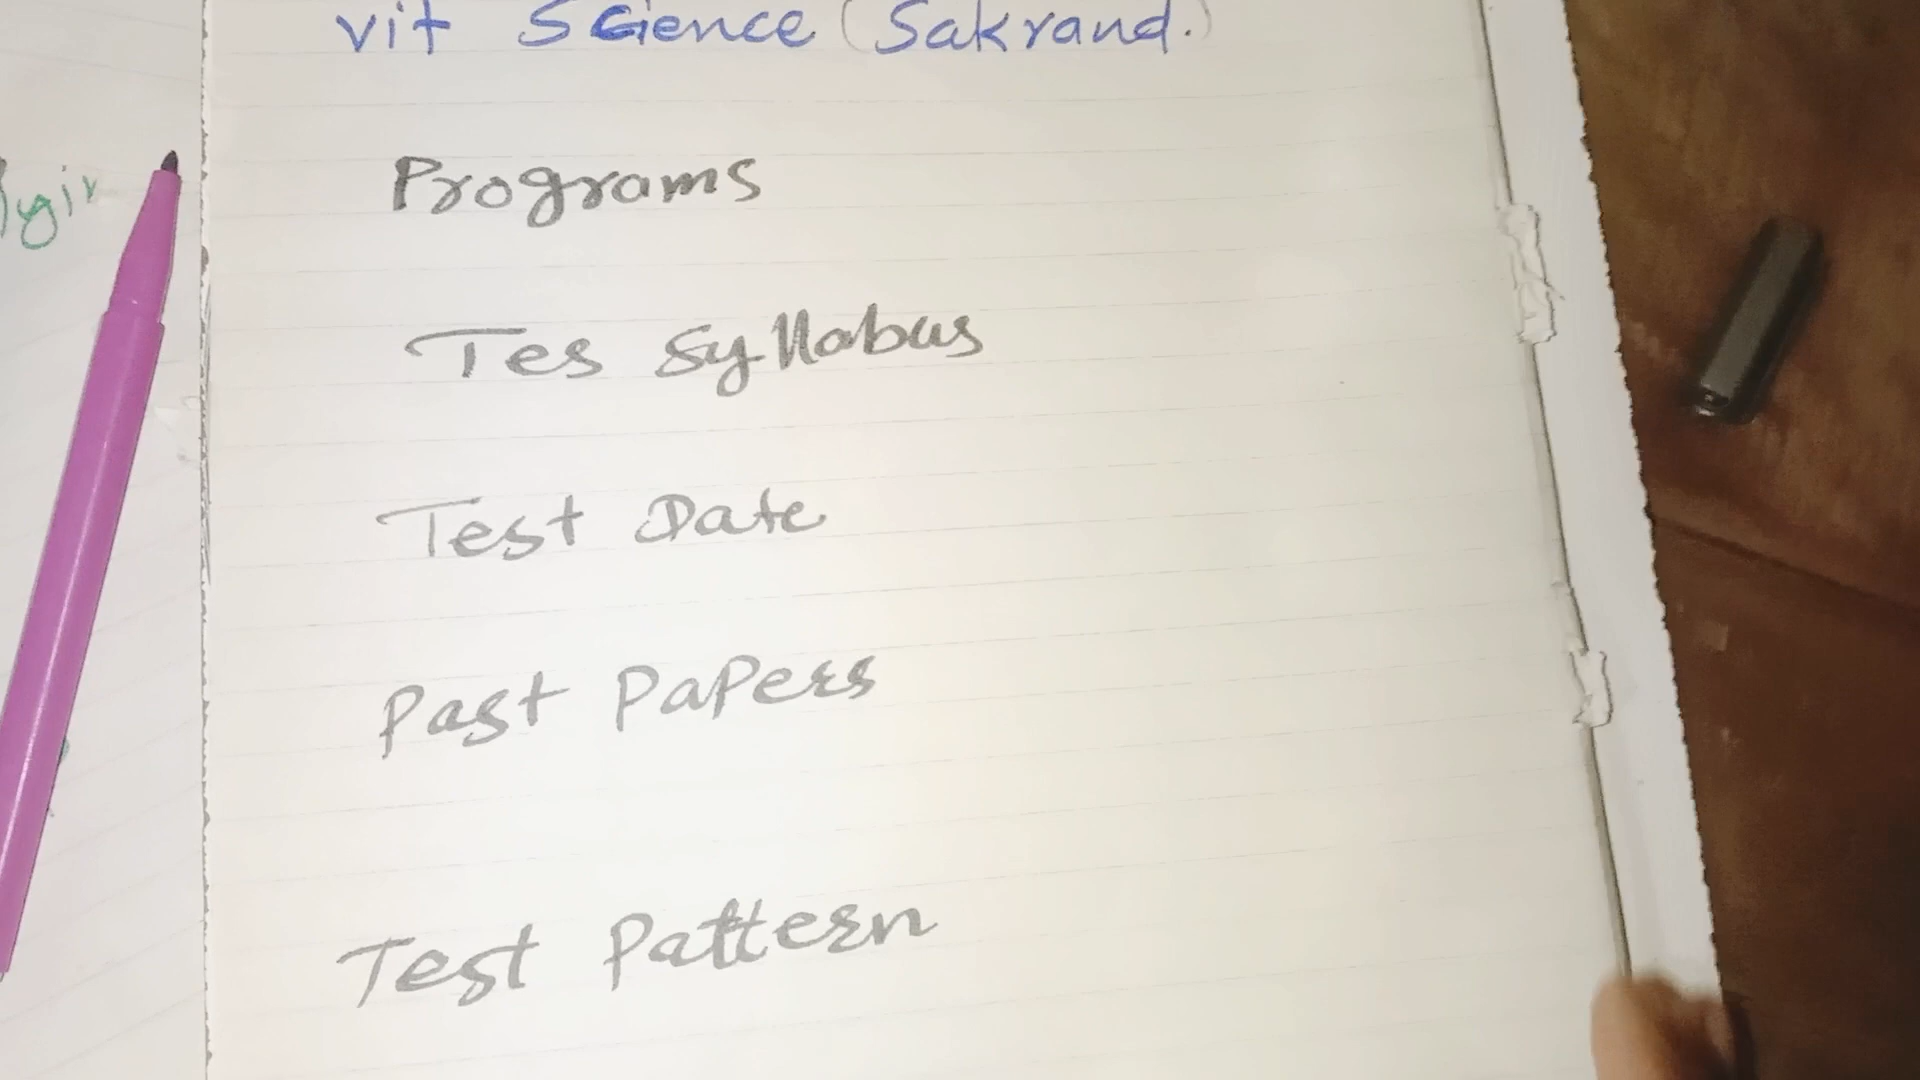 vit Science (Sakrand.)
Programs
Tes Syllabus
Test Date
Past Papers
Test Pattern